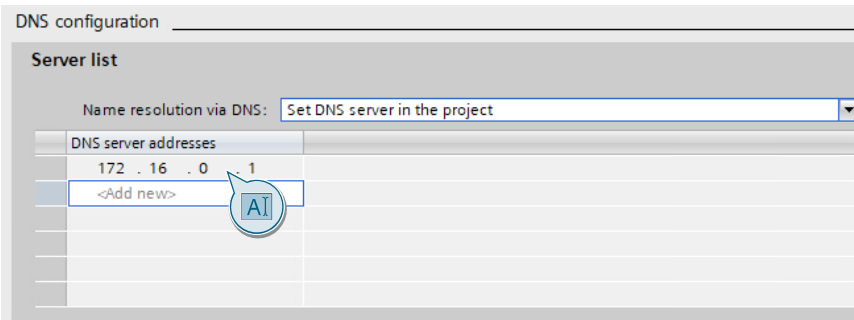 DNS configuration
Server list
Name resolution via DNS: Set DNS server in the project
DNS server addresses
172 . 16 . 0 . 1
<Add new>
A